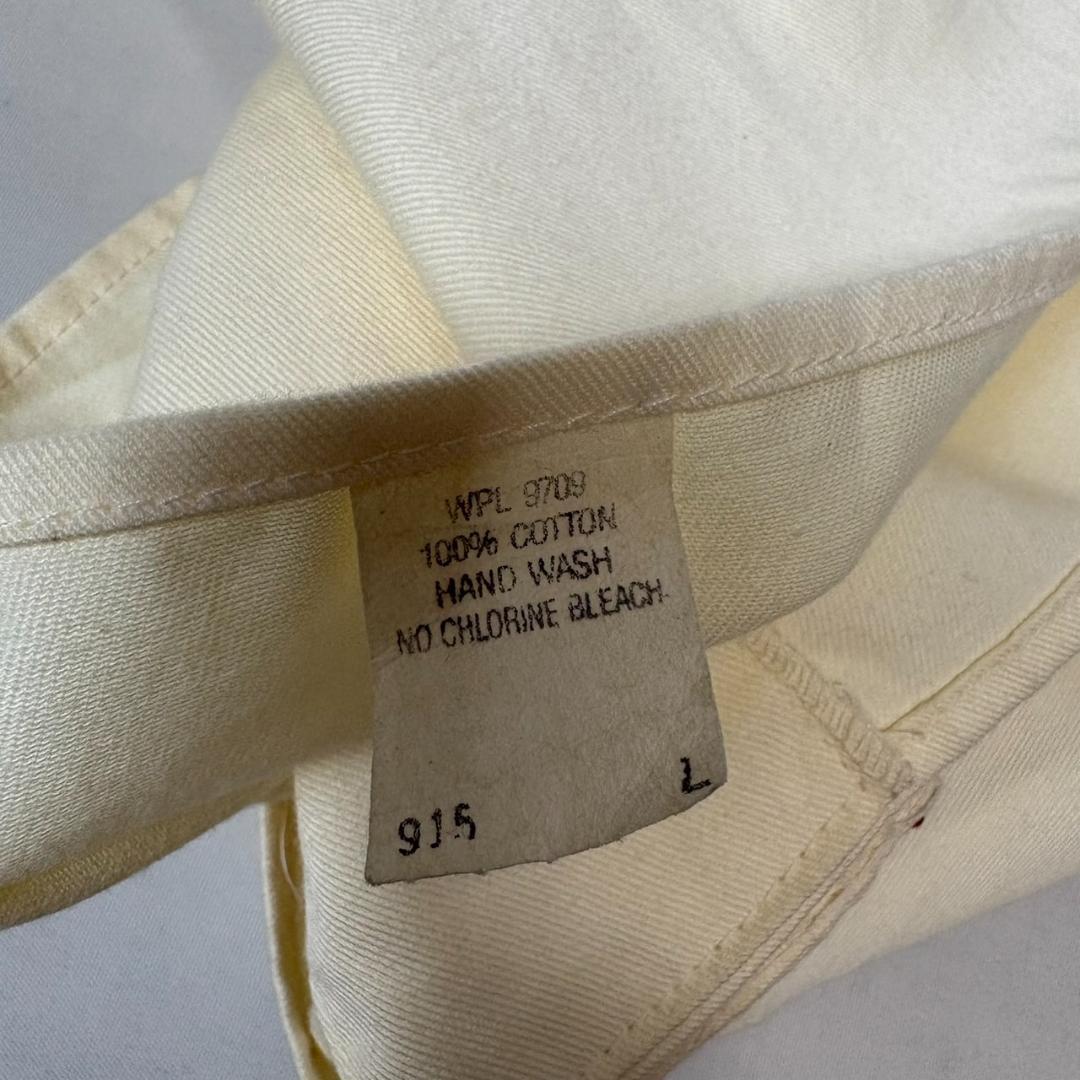 WPL 9709
100% COTTON
HAND WASH
NO CHLORINE BLEACH
915 L